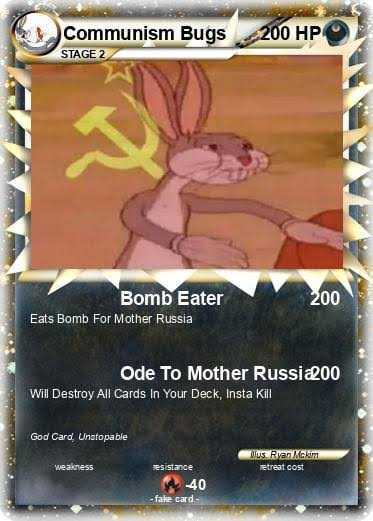 Communism Bugs 200 HP
STAGE 2
Bomb Eater 200
Eats Bomb For Mother Russia
Ode To Mother Russia200
Will Destroy All Cards In Your Deck, Insta Kill
God Card, Unstopable
Illus. Ryan Mckim
weakness resistance retreat cost
-40
- fake card -